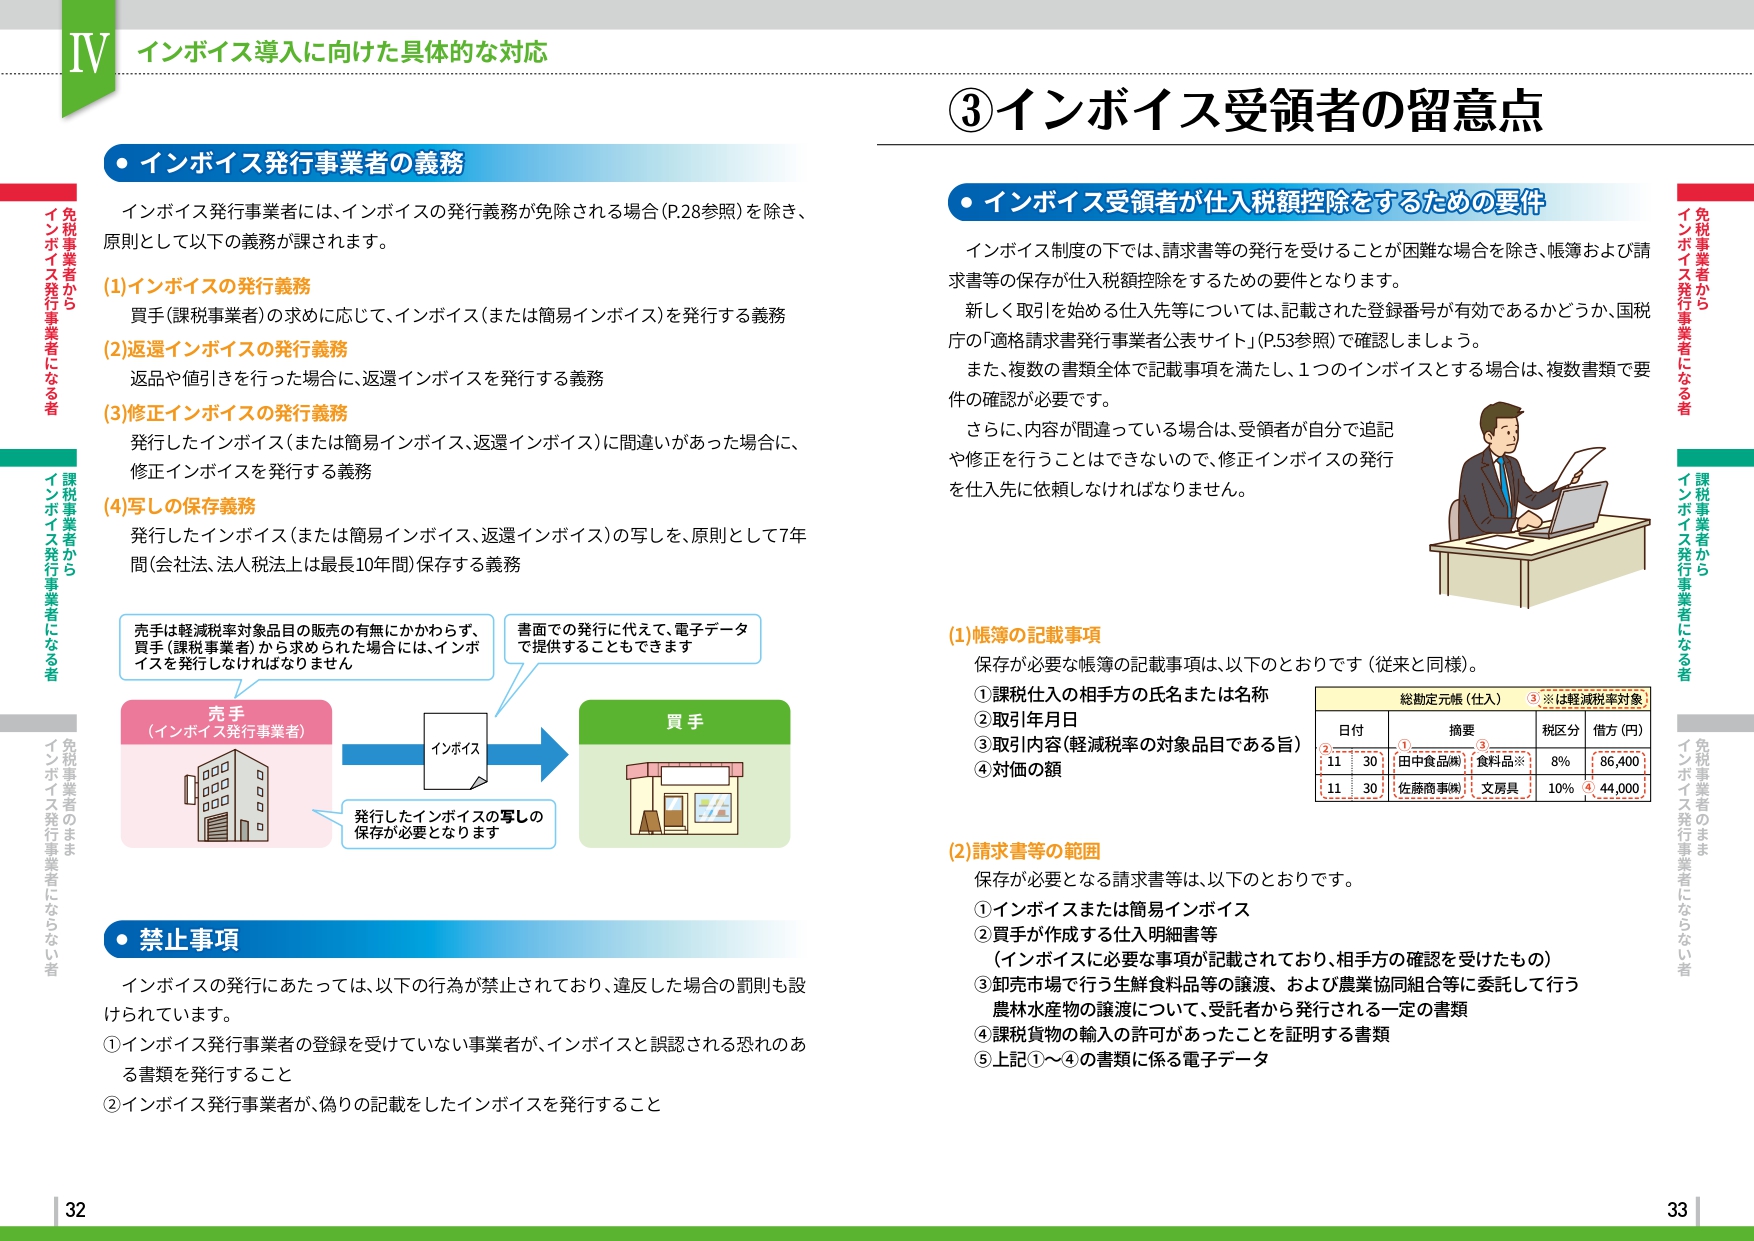 Ⅳ
インボイス導入に向けた具体的な対応
● インボイス発行事業者の義務
インボイス発行事業者には、インボイスの発行義務が免除される場合(P.28参照)を除き、
原則として以下の義務が課されます。
(1)インボイスの発行義務
買手(課税事業者)の求めに応じて、インボイス(または簡易インボイス)を発行する義務
(2)返還インボイスの発行義務
返品や値引きを行った場合に、返還インボイスを発行する義務
(3)修正インボイスの発行義務
発行したインボイス(または簡易インボイス、返還インボイス)に間違いがあった場合に、
修正インボイスを発行する義務
(4)写しの保存義務
発行したインボイス(または簡易インボイス、返還インボイス)の写しを、原則として7年
間(会社法、法人税法上は最長10年間)保存する義務
売手は軽減税率対象品目の販売の有無にかかわらず、
買手(課税事業者)から求められた場合には、インボ
イスを発行しなければなりません
書面での発行に代えて、電子データ
で提供することもできます
売手
(インボイス発行事業者)
インボイス
買手
発行したインボイスの写しの
保存が必要となります
● 禁止事項
インボイスの発行にあたっては、以下の行為が禁止されており、違反した場合の罰則も設
けられています。
①インボイス発行事業者の登録を受けていない事業者が、インボイスと誤認される恐れのあ
る書類を発行すること
②インボイス発行事業者が、偽りの記載をしたインボイスを発行すること
免税事業者から
インボイス発行事業者になる者
課税事業者から
インボイス発行事業者になる者
免税事業者のまま
インボイス発行事業者にならない者
32
③インボイス受領者の留意点
● インボイス受領者が仕入税額控除をするための要件
インボイス制度の下では、請求書等の発行を受けることが困難な場合を除き、帳簿および請
求書等の保存が仕入税額控除をするための要件となります。
新しく取引を始める仕入先等については、記載された登録番号が有効であるかどうか、国税
庁の「適格請求書発行事業者公表サイト」(P.53参照)で確認しましょう。
また、複数の書類全体で記載事項を満たし、1つのインボイスとする場合は、複数書類で要
件の確認が必要です。
さらに、内容が間違っている場合は、受領者が自分で追記
や修正を行うことはできないので、修正インボイスの発行
を仕入先に依頼しなければなりません。
(1)帳簿の記載事項
保存が必要な帳簿の記載事項は、以下のとおりです(従来と同様)。
①課税仕入の相手方の氏名または名称
②取引年月日
③取引内容(軽減税率の対象品目である旨)
④対価の額
総勘定元帳(仕入) ③※は軽減税率対象
日付 摘要 税区分 借方(円)
② ① ③
11 30 田中食品㈱ 食料品※ 8% 86,400
11 30 佐藤商事㈱ 文房具 10% ④ 44,000
(2)請求書等の範囲
保存が必要となる請求書等は、以下のとおりです。
①インボイスまたは簡易インボイス
②買手が作成する仕入明細書等
(インボイスに必要な事項が記載されており、相手方の確認を受けたもの)
③卸売市場で行う生鮮食料品等の譲渡、および農業協同組合等に委託して行う
農林水産物の譲渡について、受託者から発行される一定の書類
④課税貨物の輸入の許可があったことを証明する書類
⑤上記①～④の書類に係る電子データ
免税事業者から
インボイス発行事業者になる者
課税事業者から
インボイス発行事業者になる者
免税事業者のまま
インボイス発行事業者にならない者
33